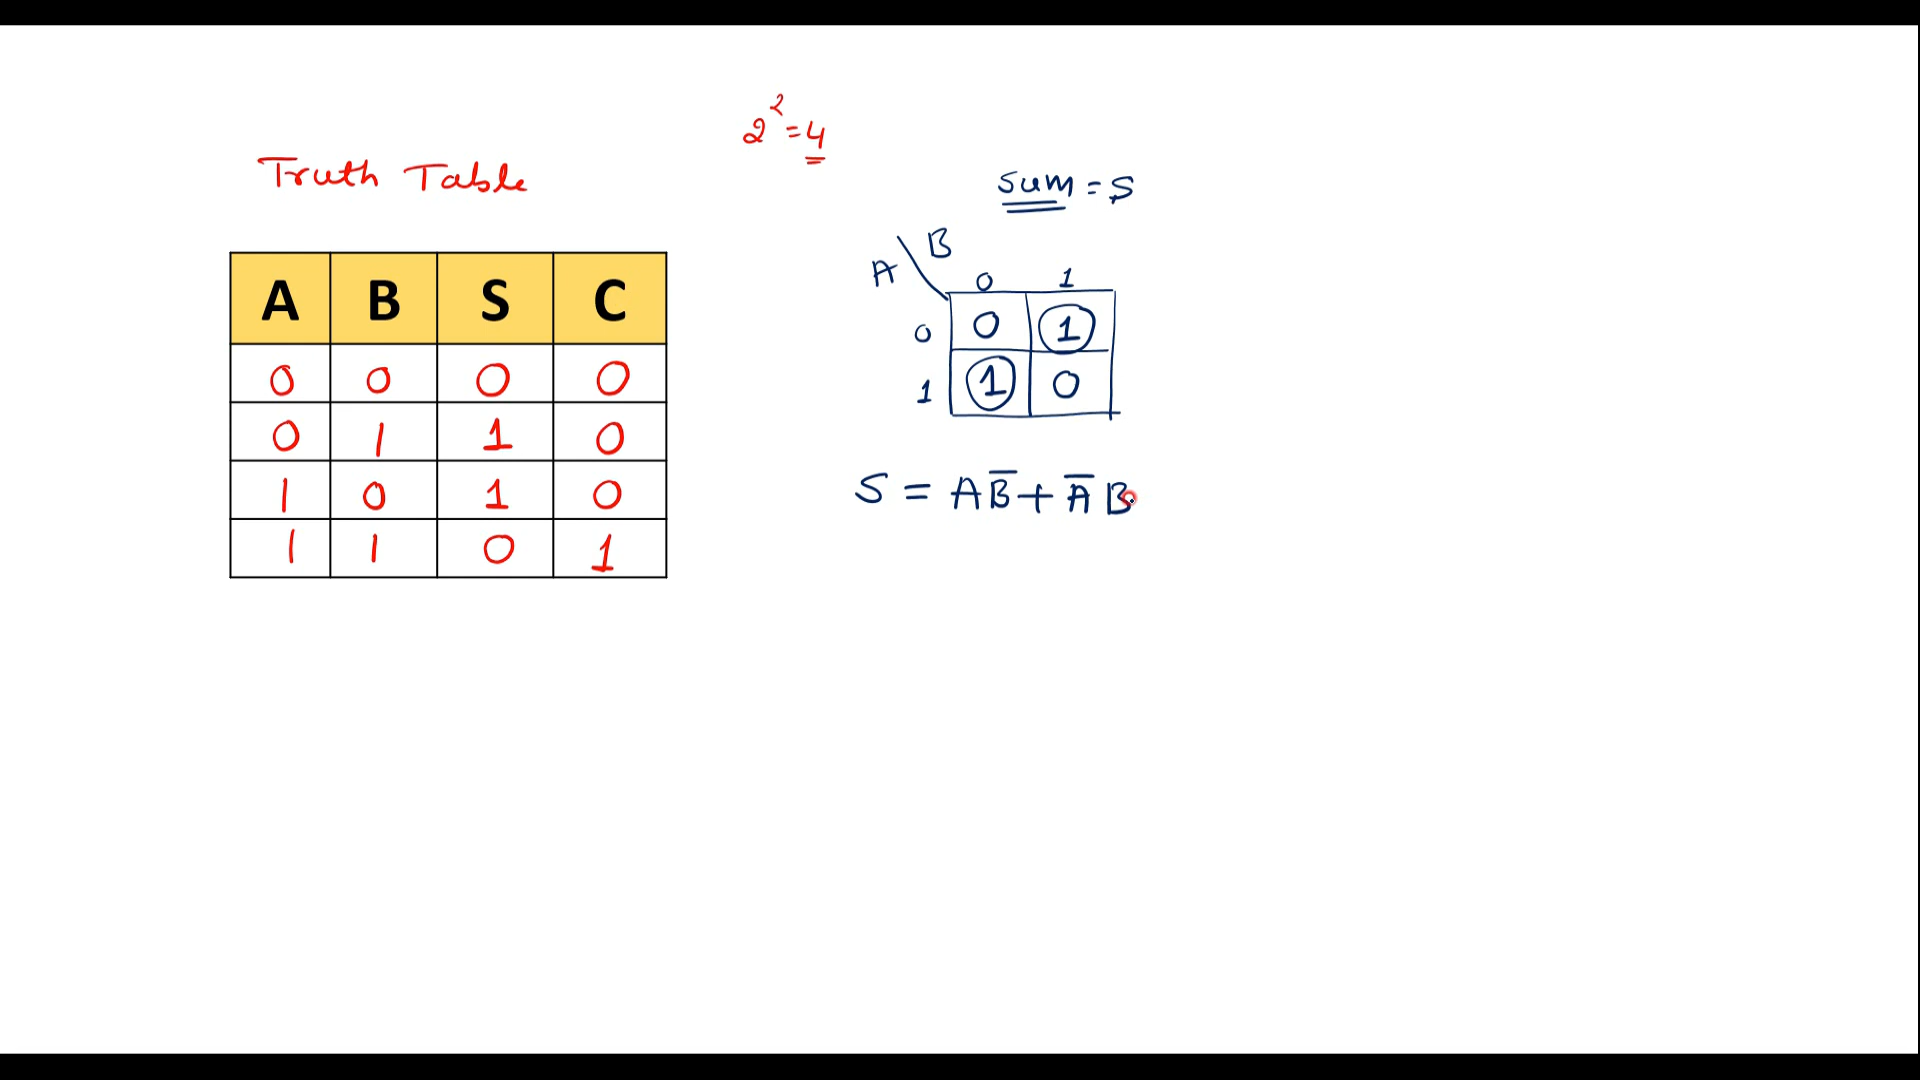 2² = 4
Truth Table
sum = S
A \ B
0 1
0 0 1
1 1 0
A B S C
0 0 0 0
0 1 1 0
1 0 1 0
1 1 0 1
S = AB̅ + A̅ B